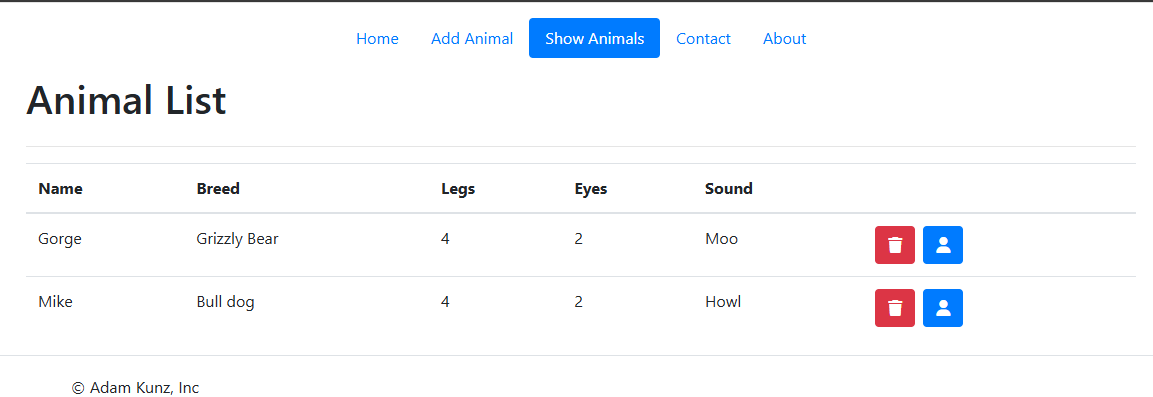 Home Add Animal Show Animals Contact About
Animal List
Name Breed Legs Eyes Sound
Gorge Grizzly Bear 4 2 Moo
Mike Bull dog 4 2 Howl
© Adam Kunz, Inc